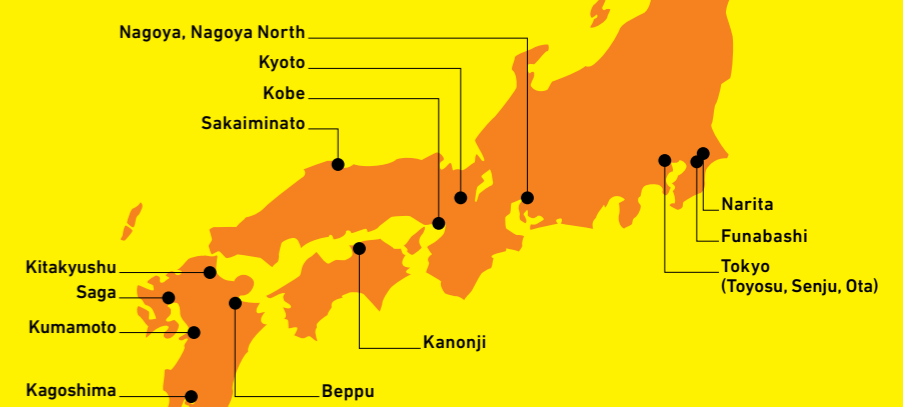 Nagoya, Nagoya North
Kyoto
Kobe
Sakaiminato
Narita
Funabashi
Tokyo
(Toyosu, Senju, Ota)
Kitakyushu
Saga
Kumamoto
Kanonji
Kagoshima
Beppu